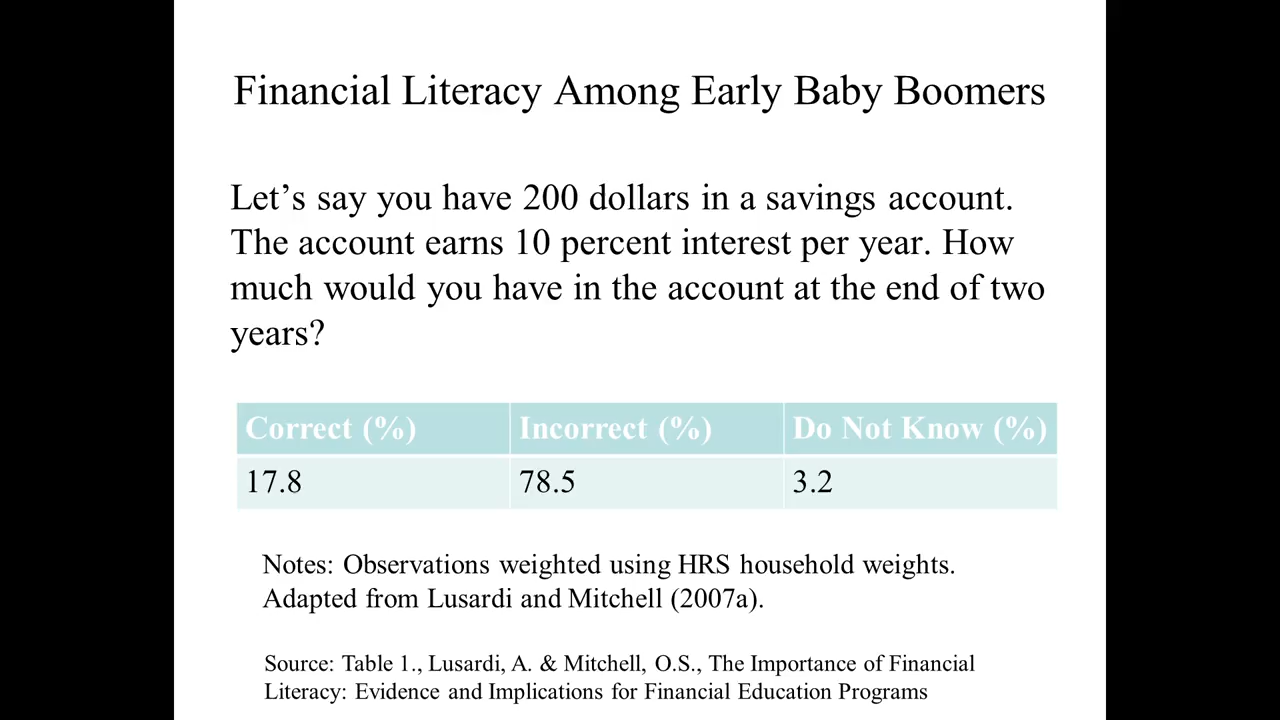 Financial Literacy Among Early Baby Boomers
Let’s say you have 200 dollars in a savings account.
The account earns 10 percent interest per year. How
much would you have in the account at the end of two
years?
Correct (%) Incorrect (%) Do Not Know (%)
17.8 78.5 3.2
Notes: Observations weighted using HRS household weights.
Adapted from Lusardi and Mitchell (2007a).
Source: Table 1., Lusardi, A. & Mitchell, O.S., The Importance of Financial
Literacy: Evidence and Implications for Financial Education Programs